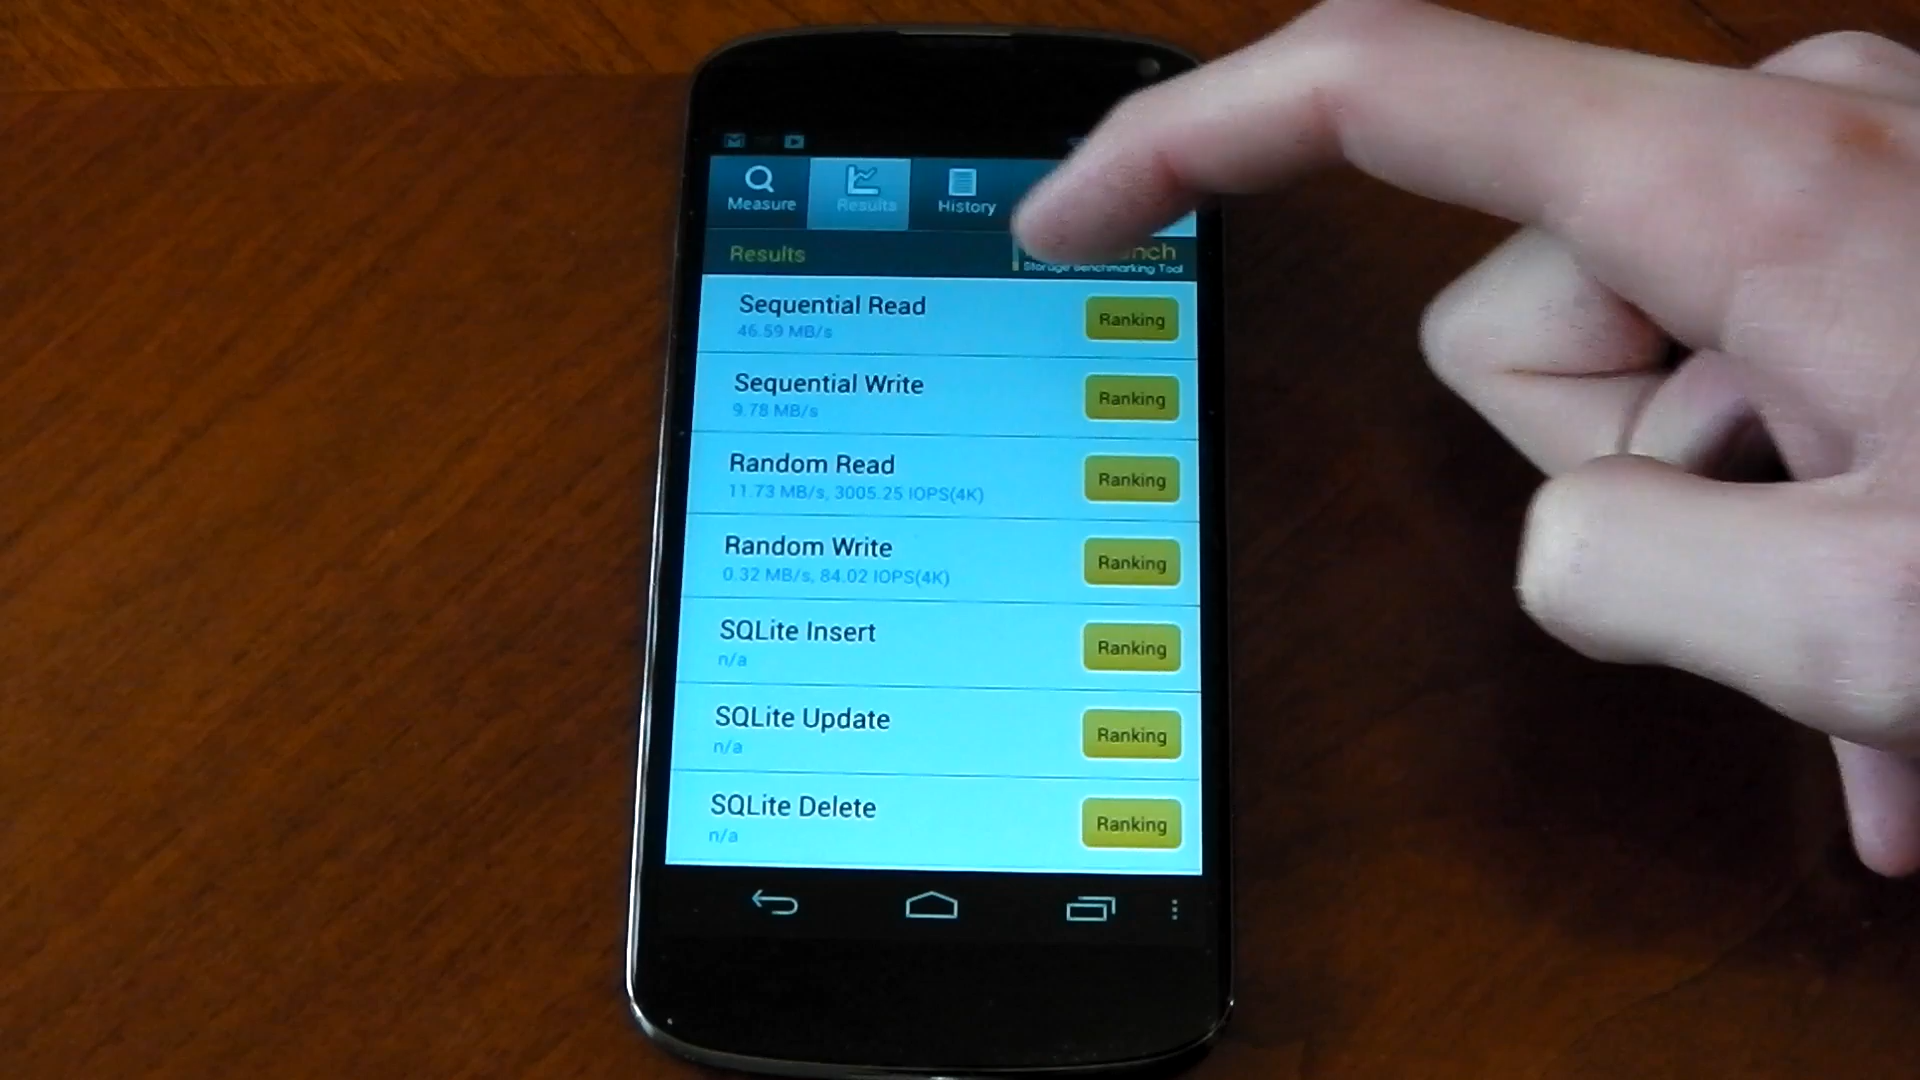 Measure
Results
History
Results
nch
Storage Benchmarking Tool
Sequential Read
46.59 MB/s
Ranking
Sequential Write
9.78 MB/s
Ranking
Random Read
11.73 MB/s, 3005.25 IOPS(4K)
Ranking
Random Write
0.32 MB/s, 84.02 IOPS(4K)
Ranking
SQLite Insert
n/a
Ranking
SQLite Update
n/a
Ranking
SQLite Delete
n/a
Ranking